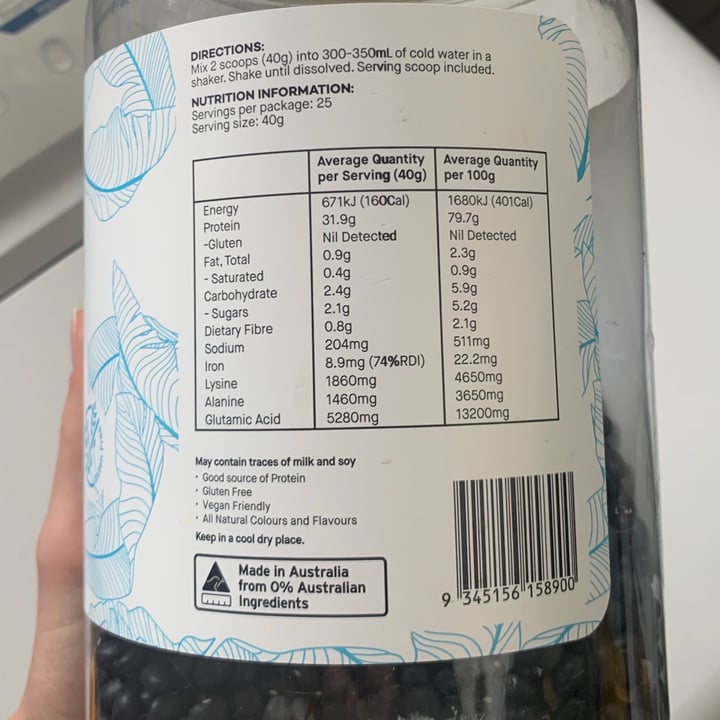 DIRECTIONS:
Mix 2 scoops (40g) into 300-350mL of cold water in a
shaker. Shake until dissolved. Serving scoop included.
NUTRITION INFORMATION:
Servings per package: 25
Serving size: 40g
Average Quantity per Serving (40g) Average Quantity per 100g
Energy 671kJ (160Cal) 1680kJ (401Cal)
Protein 31.9g 79.7g
-Gluten Nil Detected Nil Detected
Fat, Total 0.9g 2.3g
- Saturated 0.4g 0.9g
Carbohydrate 2.4g 5.9g
- Sugars 2.1g 5.2g
Dietary Fibre 0.8g 2.1g
Sodium 204mg 511mg
Iron 8.9mg (74%RDI) 22.2mg
Lysine 1860mg 4650mg
Alanine 1460mg 3650mg
Glutamic Acid 5280mg 13200mg
May contain traces of milk and soy
• Good source of Protein
• Gluten Free
• Vegan Friendly
• All Natural Colours and Flavours
Keep in a cool dry place.
Made in Australia
from 0% Australian
Ingredients
9 345156 158900